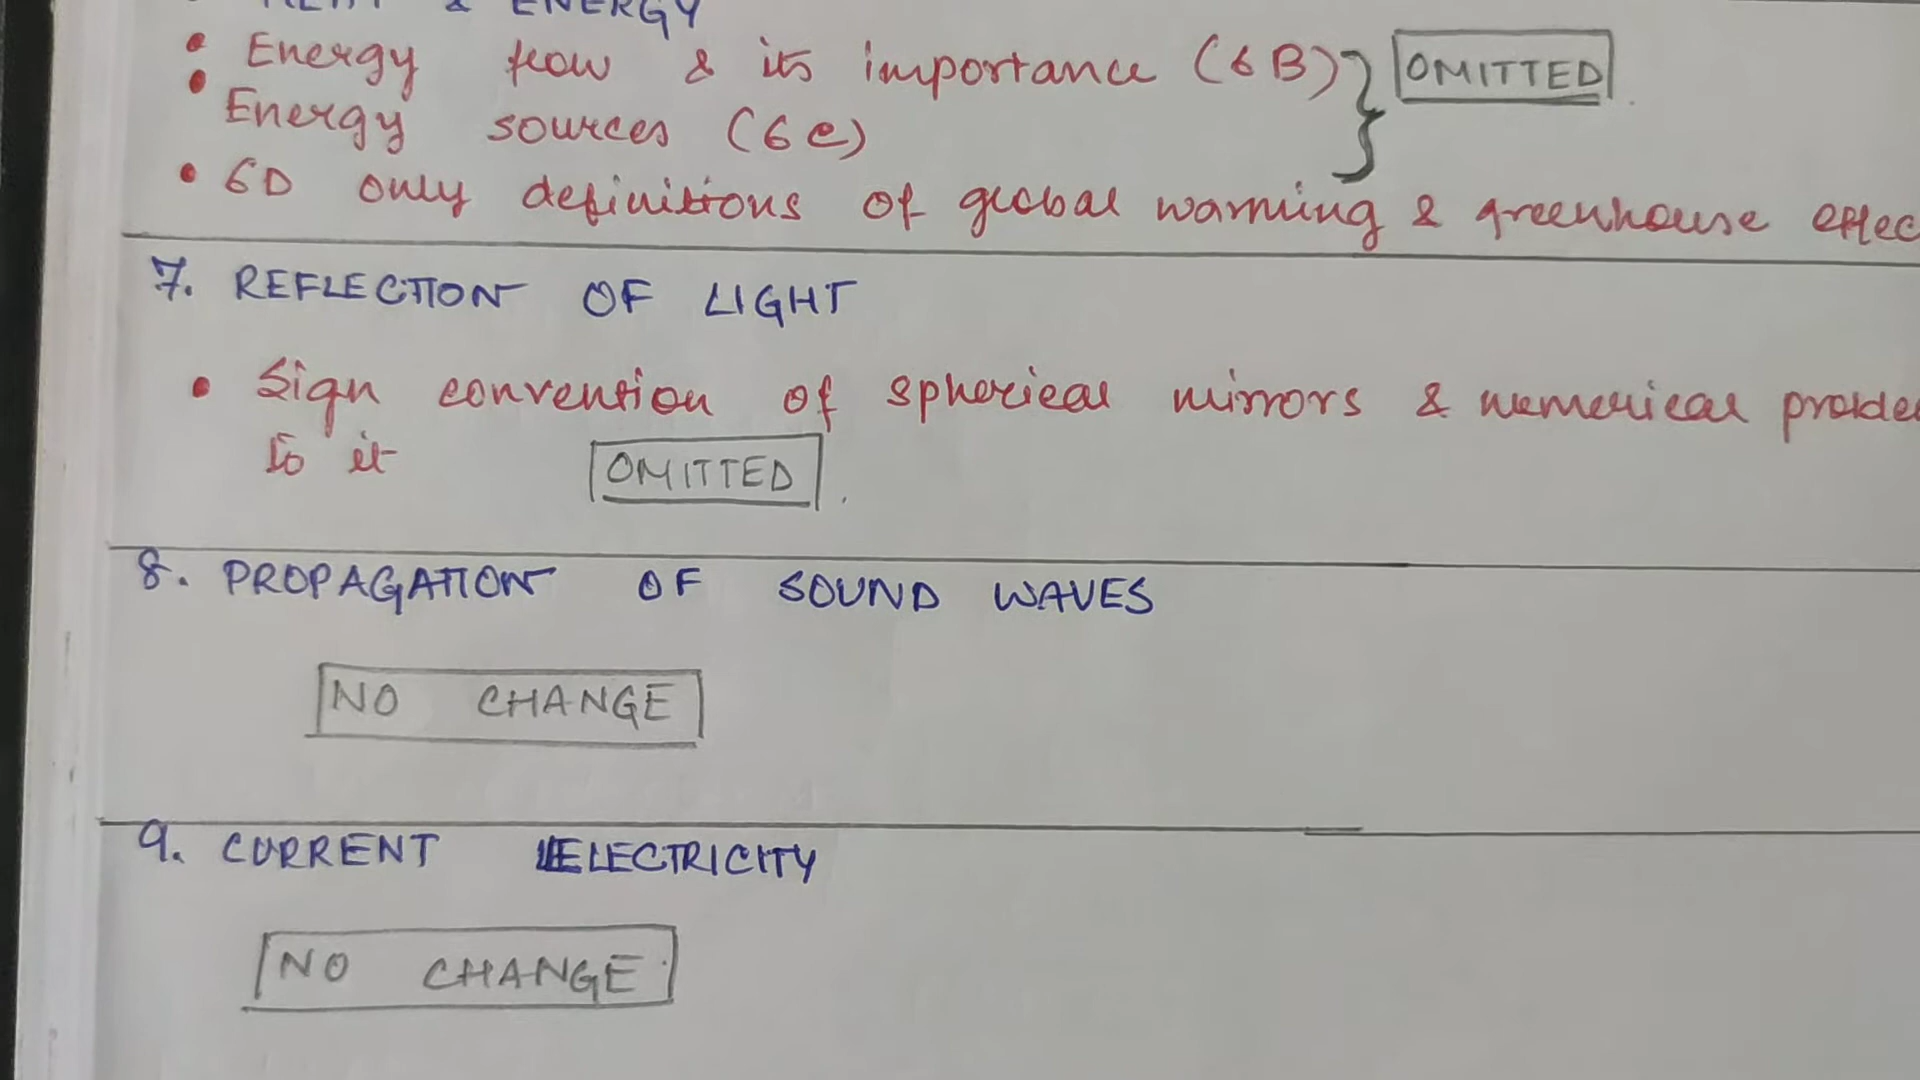 & ENERGY
• Energy flow & its importance (6B) } OMITTED
• Energy sources (6c)
• 6D only definitions of global warming & greenhouse effec
7. REFLECTION OF LIGHT
• Sign convention of spherical mirrors & numerical
to it OMITTED.
8. PROPAGATION OF SOUND WAVES
NO CHANGE
9. CURRENT ELECTRICITY
NO CHANGE